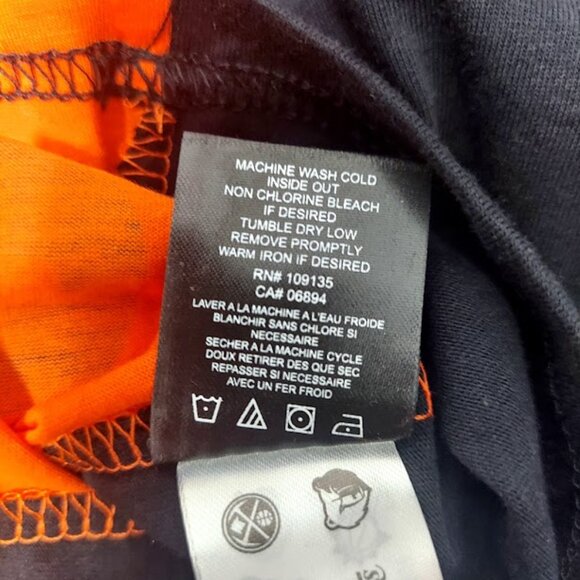 MACHINE WASH COLD
INSIDE OUT
NON CHLORINE BLEACH
IF DESIRED
TUMBLE DRY LOW
REMOVE PROMPTLY
WARM IRON IF DESIRED
RN# 109135
CA# 06894
LAVER A LA MACHINE A L'EAU FROIDE
BLANCHIR SANS CHLORE SI
NECESSAIRE
SECHER A LA MACHINE CYCLE
DOUX RETIRER DES QUE SEC
REPASSER SI NECESSAIRE
AVEC UN FER FROID